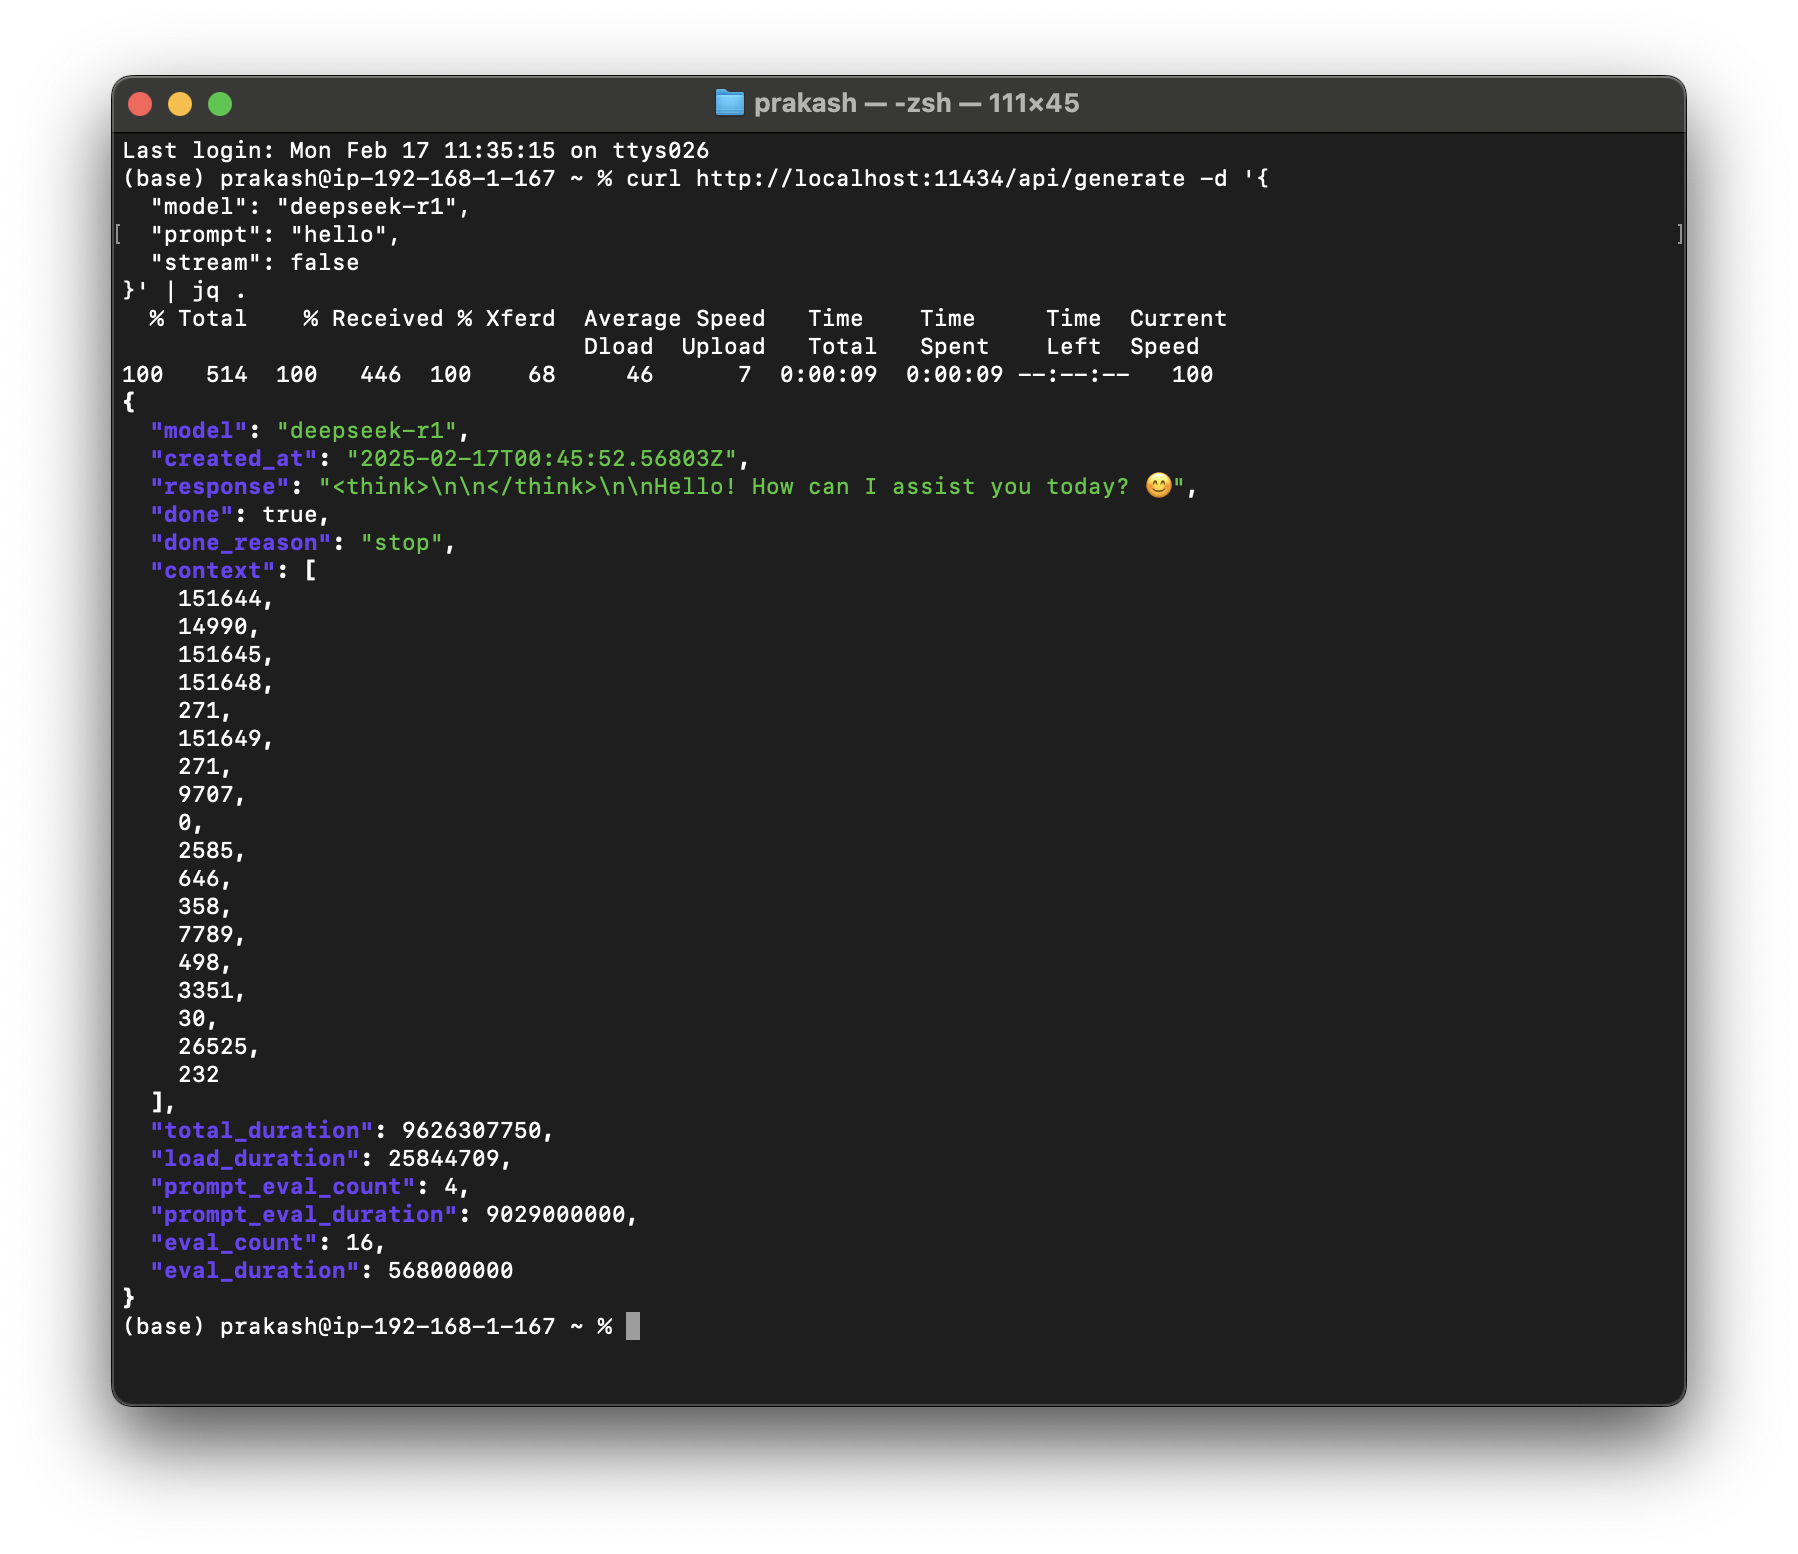 prakash — -zsh — 111×45
Last login: Mon Feb 17 11:35:15 on ttys026
(base) prakash@ip-192-168-1-167 ~ % curl http://localhost:11434/api/generate -d '{
  "model": "deepseek-r1",
[  "prompt": "hello", ]
  "stream": false
}' | jq .
  % Total    % Received % Xferd  Average Speed   Time    Time     Time  Current
                                 Dload  Upload   Total   Spent    Left  Speed
100   514  100   446  100    68     46      7  0:00:09  0:00:09 --:--:--   100
{
  "model": "deepseek-r1",
  "created_at": "2025-02-17T00:45:52.56803Z",
  "response": "<think>\n\n</think>\n\nHello! How can I assist you today? 😊",
  "done": true,
  "done_reason": "stop",
  "context": [
    151644,
    14990,
    151645,
    151648,
    271,
    151649,
    271,
    9707,
    0,
    2585,
    646,
    358,
    7789,
    498,
    3351,
    30,
    26525,
    232
  ],
  "total_duration": 9626307750,
  "load_duration": 25844709,
  "prompt_eval_count": 4,
  "prompt_eval_duration": 9029000000,
  "eval_count": 16,
  "eval_duration": 568000000
}
(base) prakash@ip-192-168-1-167 ~ %